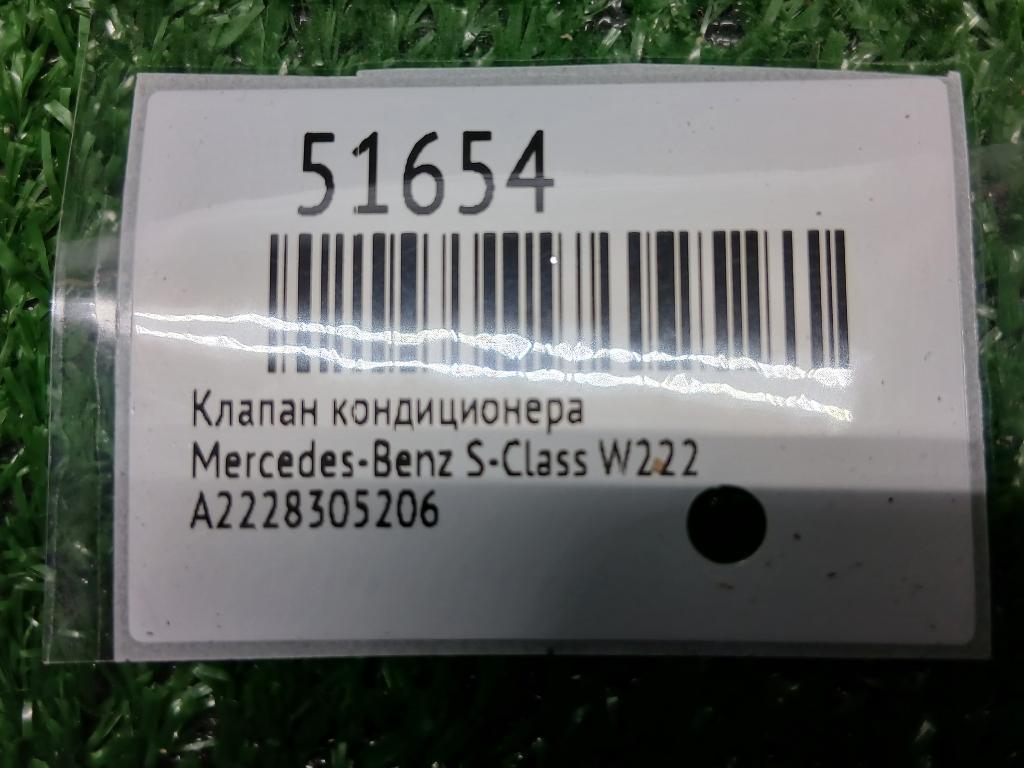 51654
Клапан кондиционера
Mercedes-Benz S-Class W222
A2228305206